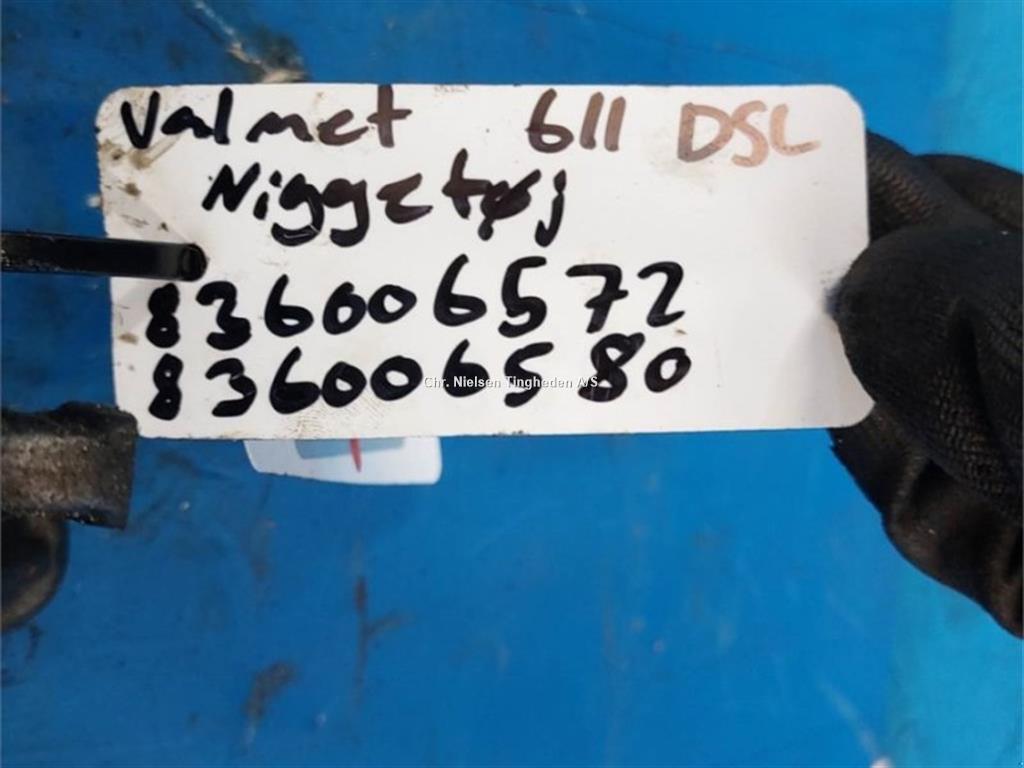 Valmet 611 DSL
Niggetøj
836006572
836006580
Chr. Nielsen Tingheden A/S